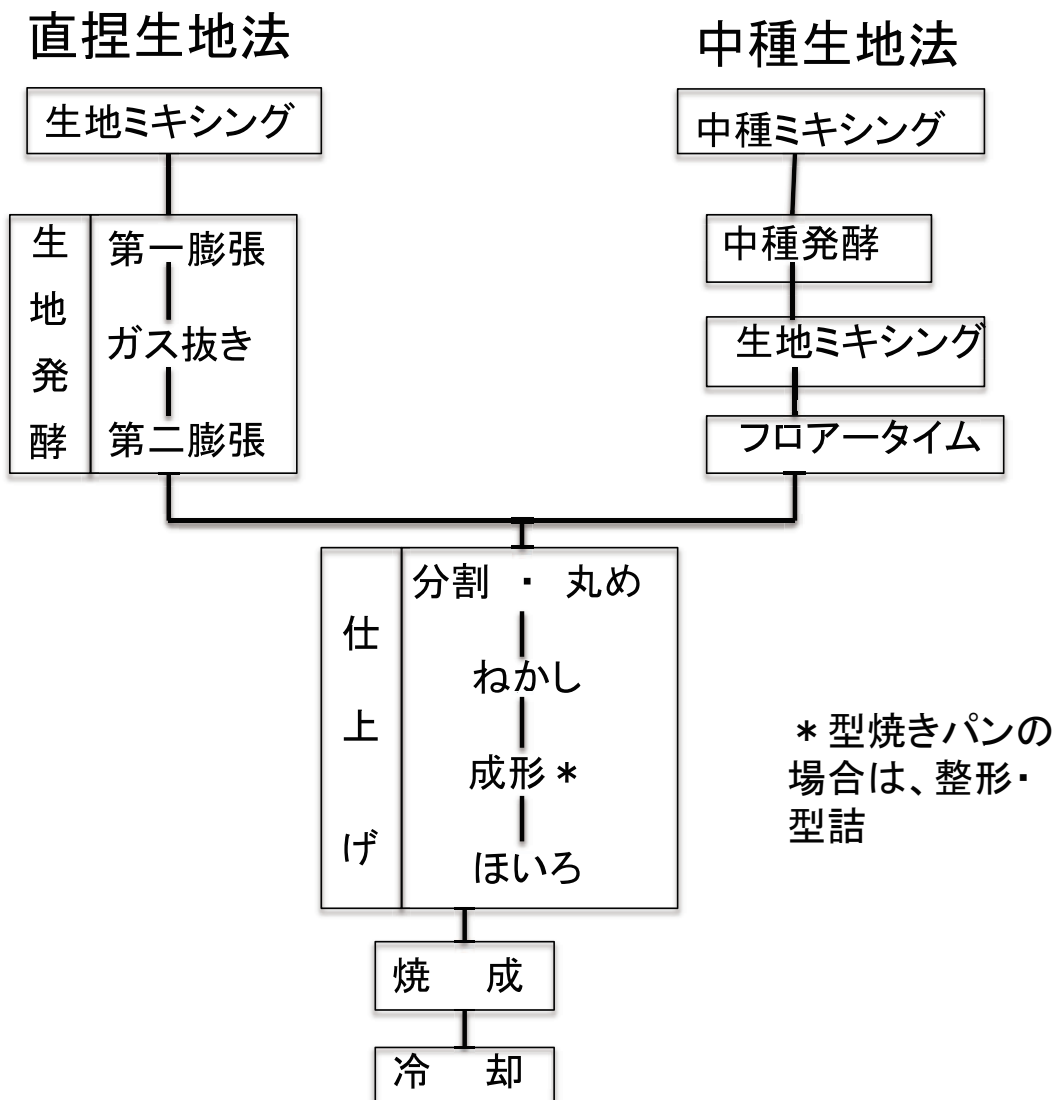 直捏生地法
生地ミキシング
生地発酵
第一膨張
ガス抜き
第二膨張
中種生地法
中種ミキシング
中種発酵
生地ミキシング
フロアータイム
仕上げ
分割 ・ 丸め
ねかし
成形*
ほいろ
*型焼きパンの
場合は、整形・
型詰
焼 成
冷 却